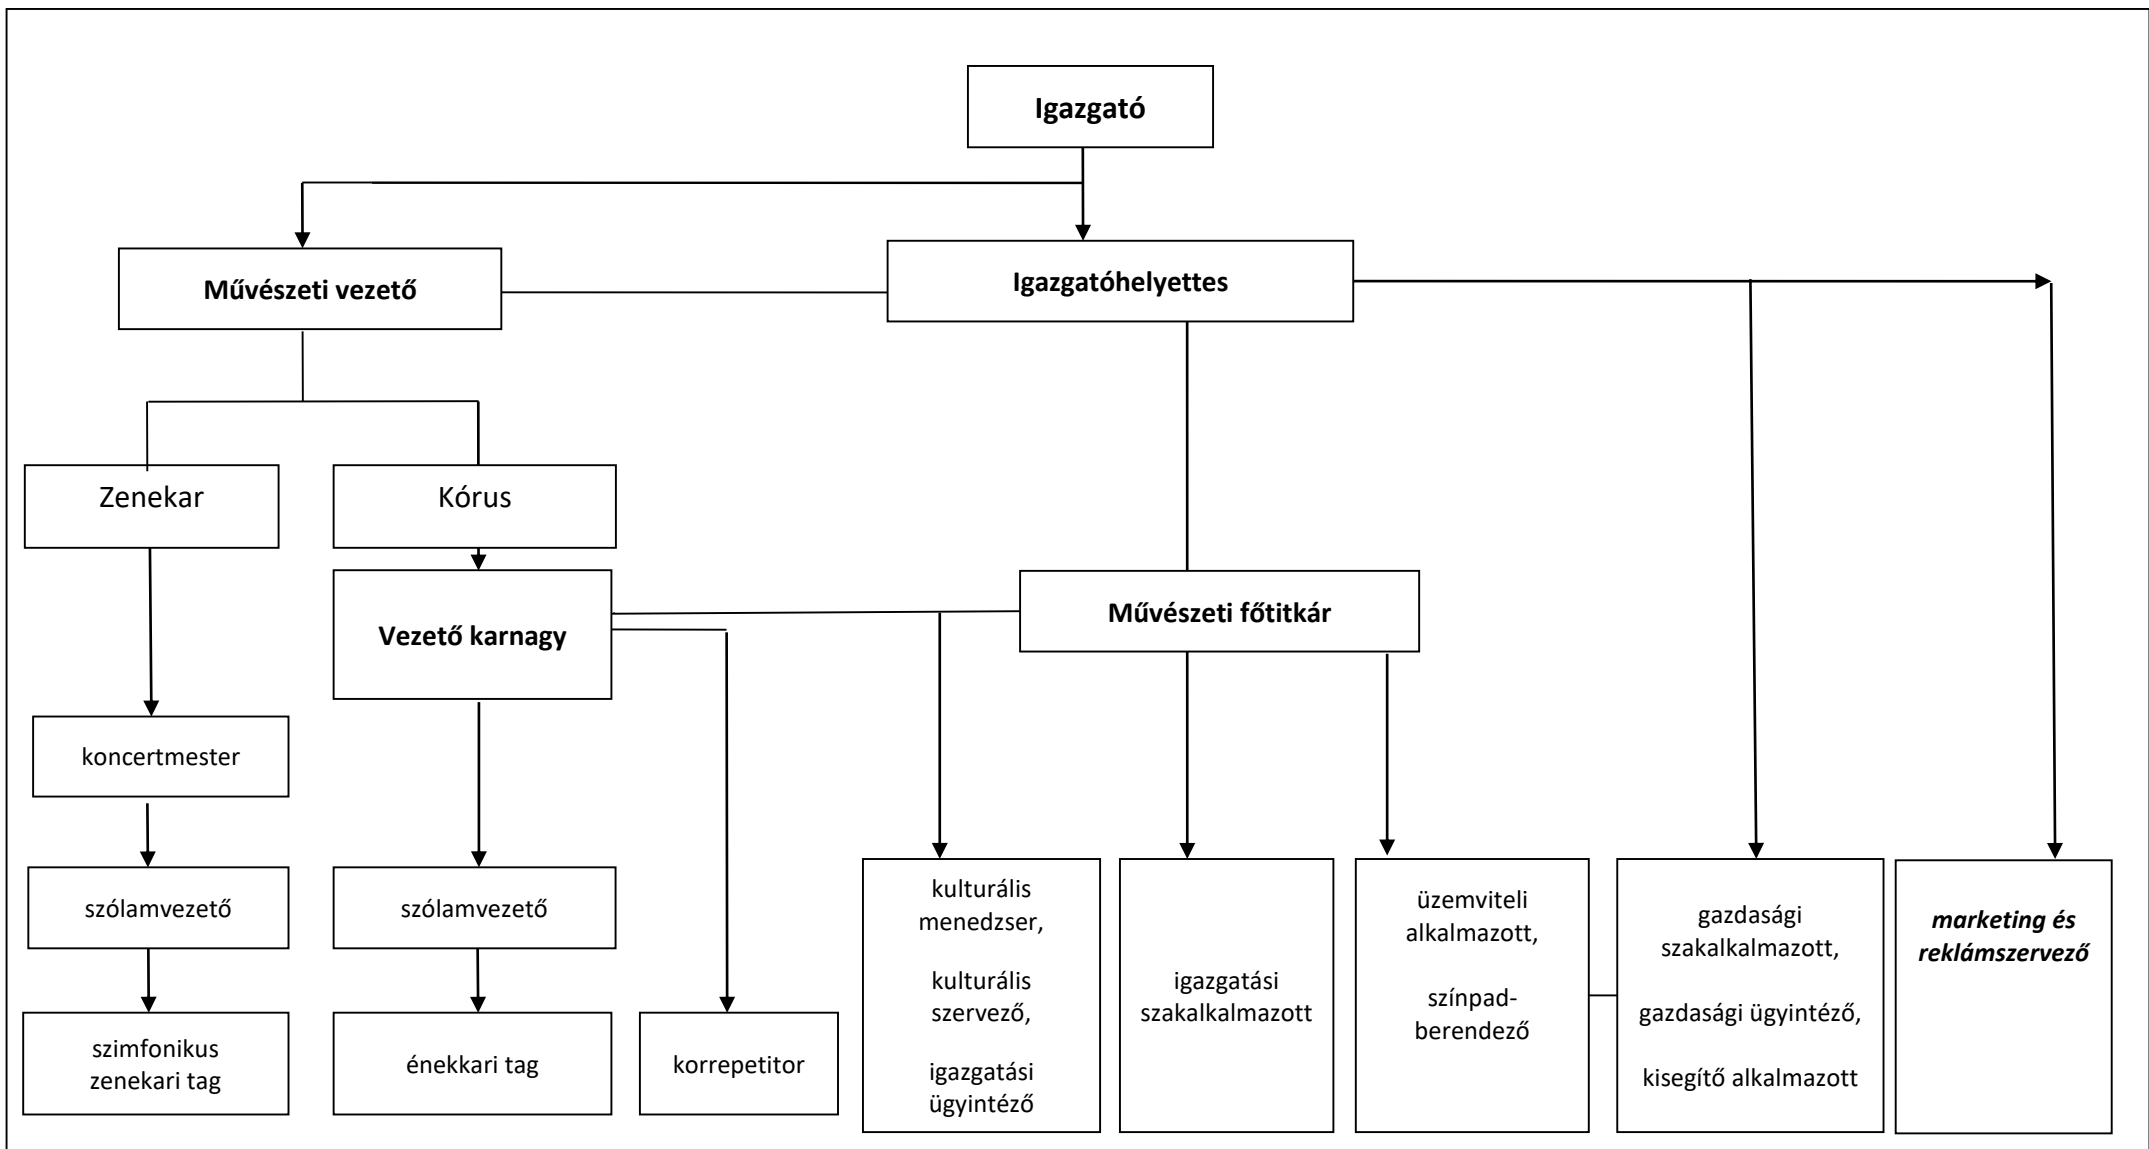 Igazgató
Művészeti vezető
Igazgatóhelyettes
Zenekar
Kórus
Vezető karnagy
Művészeti főtitkár
koncertmester
szólamvezető
szólamvezető
szimfonikus
zenekari tag
énekkari tag
korrepetitor
kulturális
menedzser,
kulturális
szervező,
igazgatási
ügyintéző
igazgatási
szakalkalmazott
üzemviteli
alkalmazott,
színpad-
berendező
gazdasági
szakalkalmazott,
gazdasági ügyintéző,
kisegítő alkalmazott
marketing és
reklámszervező